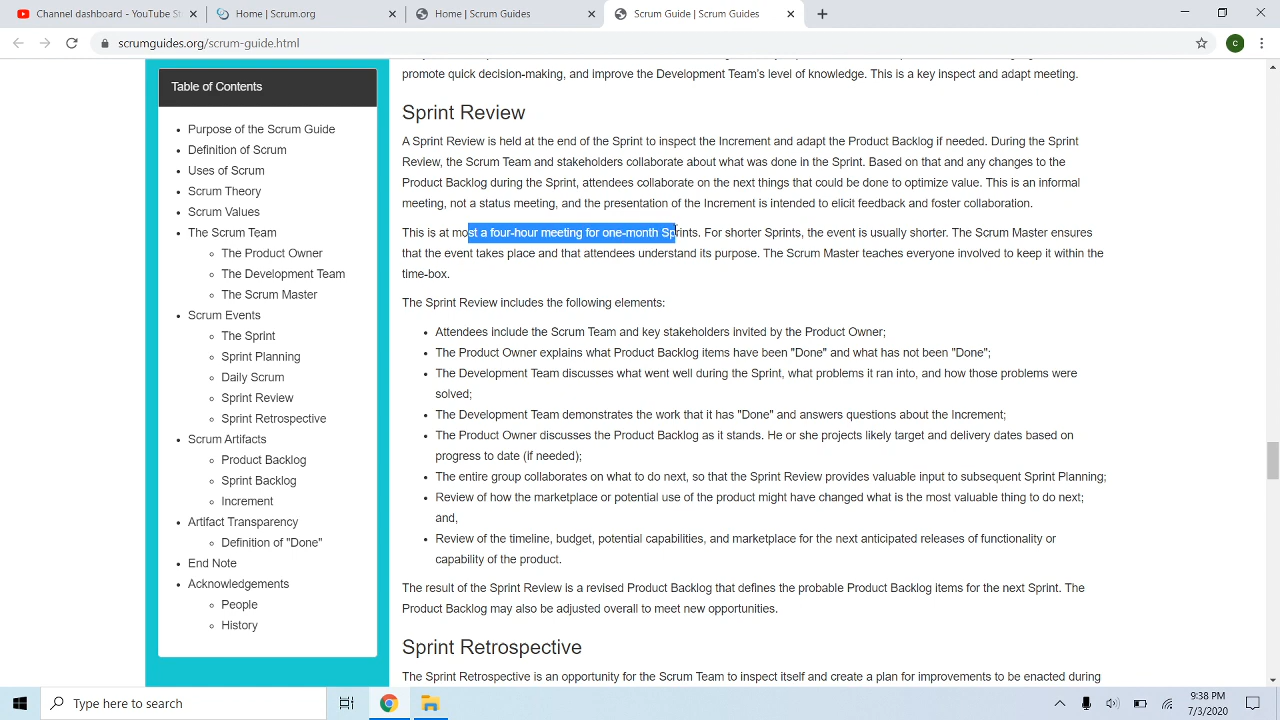 Channel dashboard - YouTube Stu
Home | Scrum.org
Home | Scrum Guides
Scrum Guide | Scrum Guides
scrumguides.org/scrum-guide.html
C
Table of Contents
Purpose of the Scrum Guide
Definition of Scrum
Uses of Scrum
Scrum Theory
Scrum Values
The Scrum Team
The Product Owner
The Development Team
The Scrum Master
Scrum Events
The Sprint
Sprint Planning
Daily Scrum
Sprint Review
Sprint Retrospective
Scrum Artifacts
Product Backlog
Sprint Backlog
Increment
Artifact Transparency
Definition of "Done"
End Note
Acknowledgements
People
History
promote quick decision-making, and improve the Development Team's level of knowledge. This is a key inspect and adapt meeting.
Sprint Review
A Sprint Review is held at the end of the Sprint to inspect the Increment and adapt the Product Backlog if needed. During the Sprint
Review, the Scrum Team and stakeholders collaborate about what was done in the Sprint. Based on that and any changes to the
Product Backlog during the Sprint, attendees collaborate on the next things that could be done to optimize value. This is an informal
meeting, not a status meeting, and the presentation of the Increment is intended to elicit feedback and foster collaboration.
This is at most a four-hour meeting for one-month Sprints. For shorter Sprints, the event is usually shorter. The Scrum Master ensures
that the event takes place and that attendees understand its purpose. The Scrum Master teaches everyone involved to keep it within the
time-box.
The Sprint Review includes the following elements:
Attendees include the Scrum Team and key stakeholders invited by the Product Owner;
The Product Owner explains what Product Backlog items have been "Done" and what has not been "Done";
The Development Team discusses what went well during the Sprint, what problems it ran into, and how those problems were
solved;
The Development Team demonstrates the work that it has "Done" and answers questions about the Increment;
The Product Owner discusses the Product Backlog as it stands. He or she projects likely target and delivery dates based on
progress to date (if needed);
The entire group collaborates on what to do next, so that the Sprint Review provides valuable input to subsequent Sprint Planning;
Review of how the marketplace or potential use of the product might have changed what is the most valuable thing to do next;
and,
Review of the timeline, budget, potential capabilities, and marketplace for the next anticipated releases of functionality or
capability of the product.
The result of the Sprint Review is a revised Product Backlog that defines the probable Product Backlog items for the next Sprint. The
Product Backlog may also be adjusted overall to meet new opportunities.
Sprint Retrospective
The Sprint Retrospective is an opportunity for the Scrum Team to inspect itself and create a plan for improvements to be enacted during
Type here to search
9:38 PM
7/3/2020